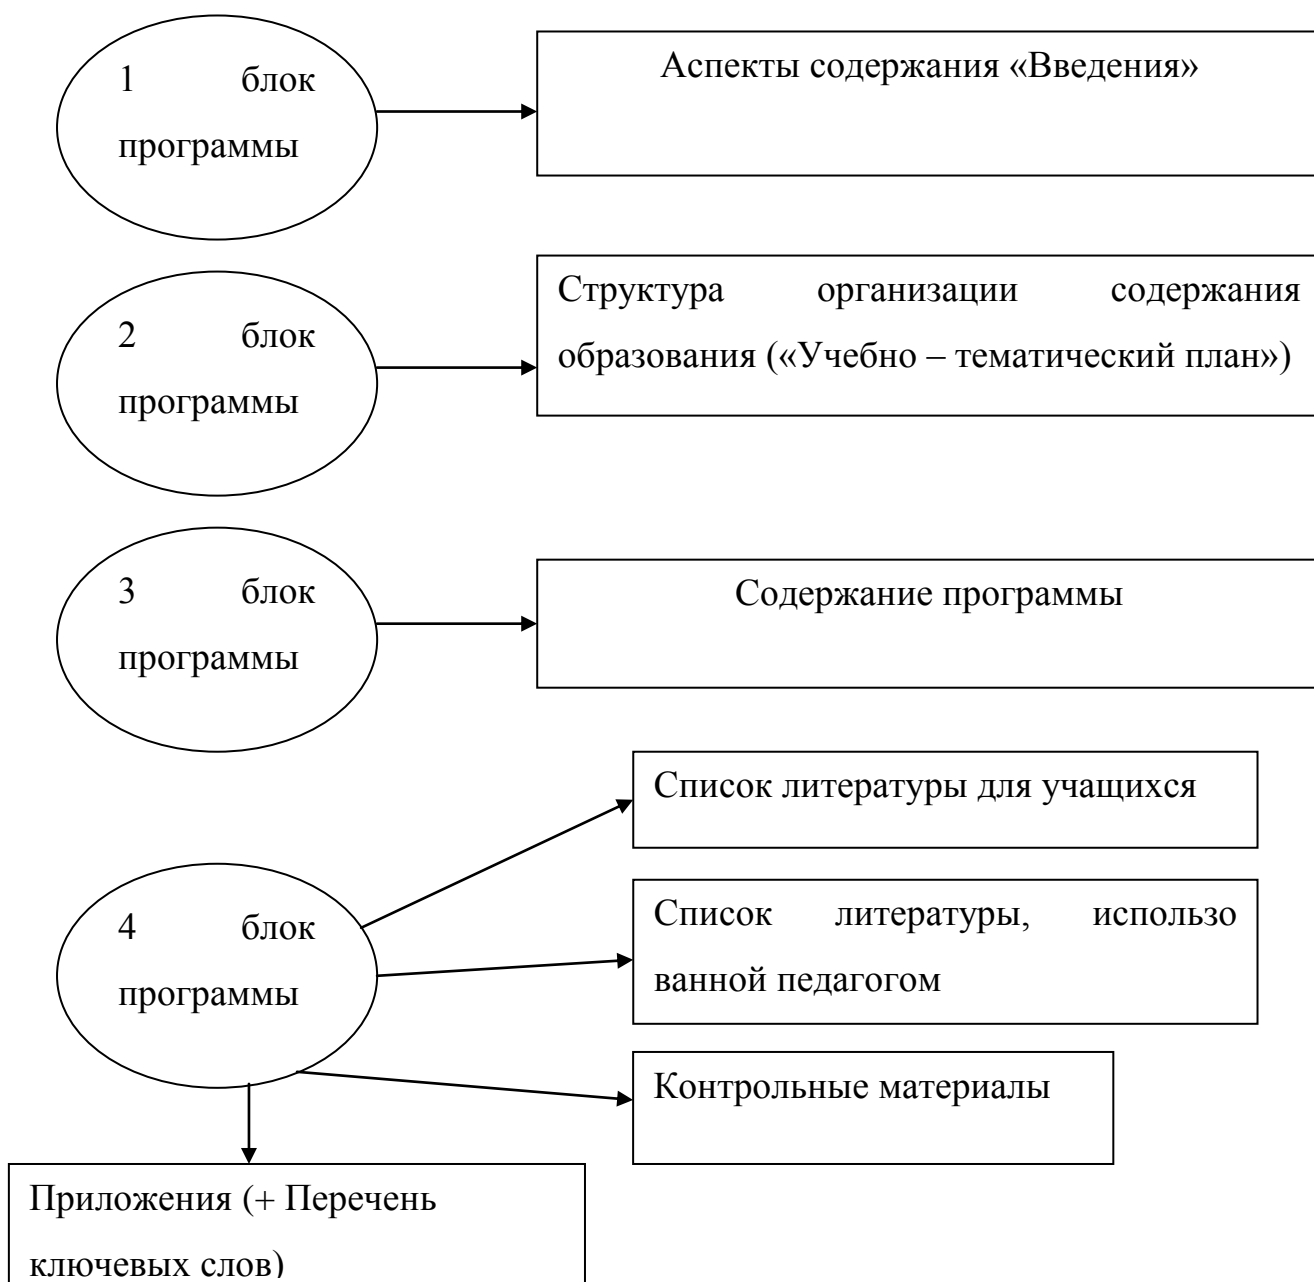 1 блок
программы
Аспекты содержания «Введения»
2 блок
программы
Структура организации содержания
образования («Учебно – тематический план»)
3 блок
программы
Содержание программы
4 блок
программы
Список литературы для учащихся
Список литературы, использо
ванной педагогом
Контрольные материалы
Приложения (+ Перечень
ключевых слов)